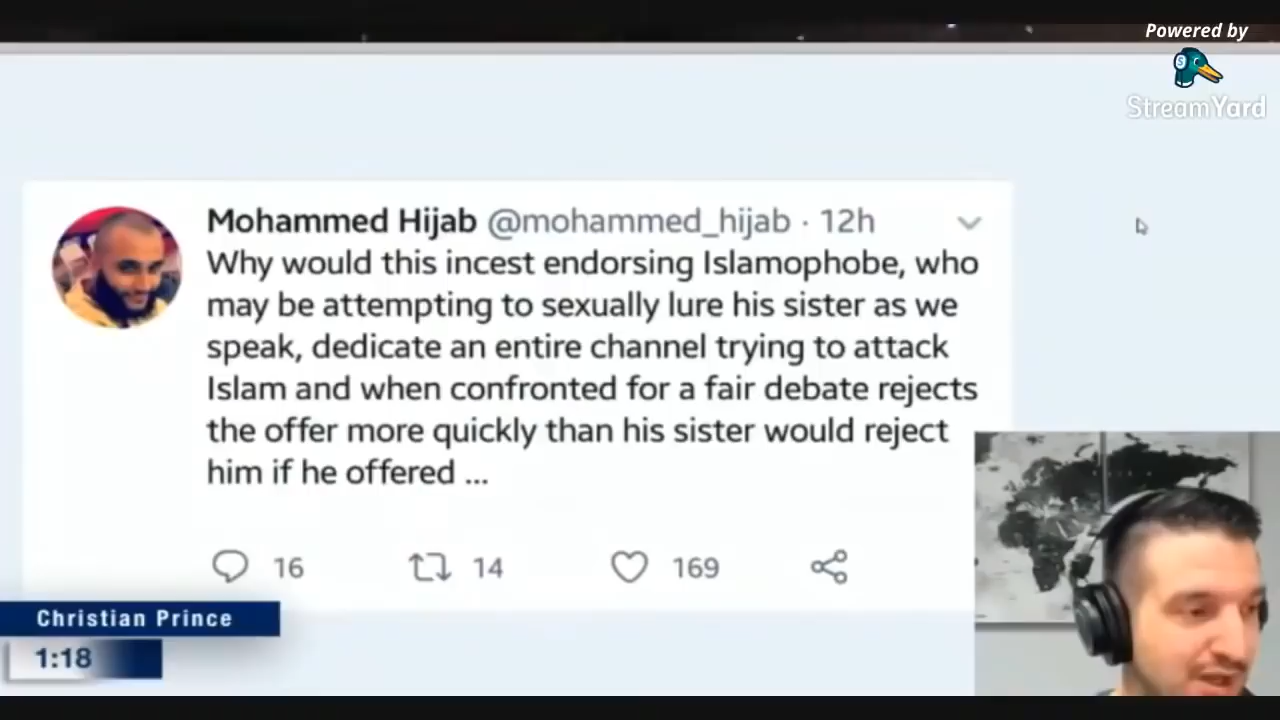 Powered by
StreamYard
Mohammed Hijab @mohammed_hijab · 12h
Why would this incest endorsing Islamophobe, who
may be attempting to sexually lure his sister as we
speak, dedicate an entire channel trying to attack
Islam and when confronted for a fair debate rejects
the offer more quickly than his sister would reject
him if he offered ...
16 14 169
Christian Prince
1:18